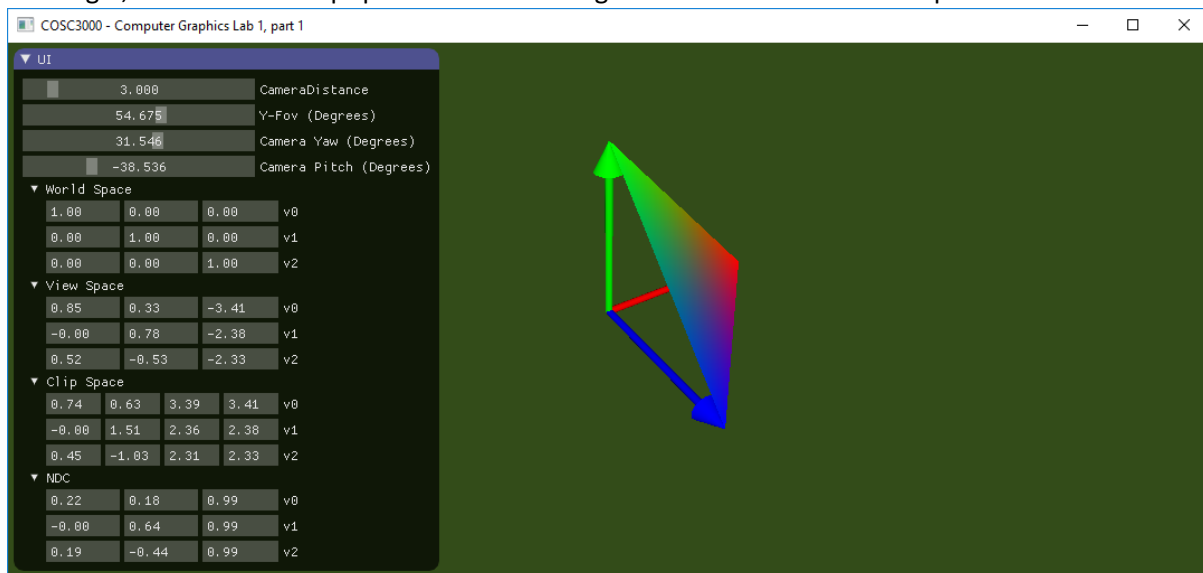 COSC3000 - Computer Graphics Lab 1, part 1
UI
3.000 CameraDistance
54.675 Y-Fov (Degrees)
31.546 Camera Yaw (Degrees)
-38.536 Camera Pitch (Degrees)
World Space
1.00 0.00 0.00 v0
0.00 1.00 0.00 v1
0.00 0.00 1.00 v2
View Space
0.85 0.33 -3.41 v0
-0.00 0.78 -2.38 v1
0.52 -0.53 -2.33 v2
Clip Space
0.74 0.63 3.39 3.41 v0
-0.00 1.51 2.36 2.38 v1
0.45 -1.03 2.31 2.33 v2
NDC
0.22 0.18 0.99 v0
-0.00 0.64 0.99 v1
0.19 -0.44 0.99 v2